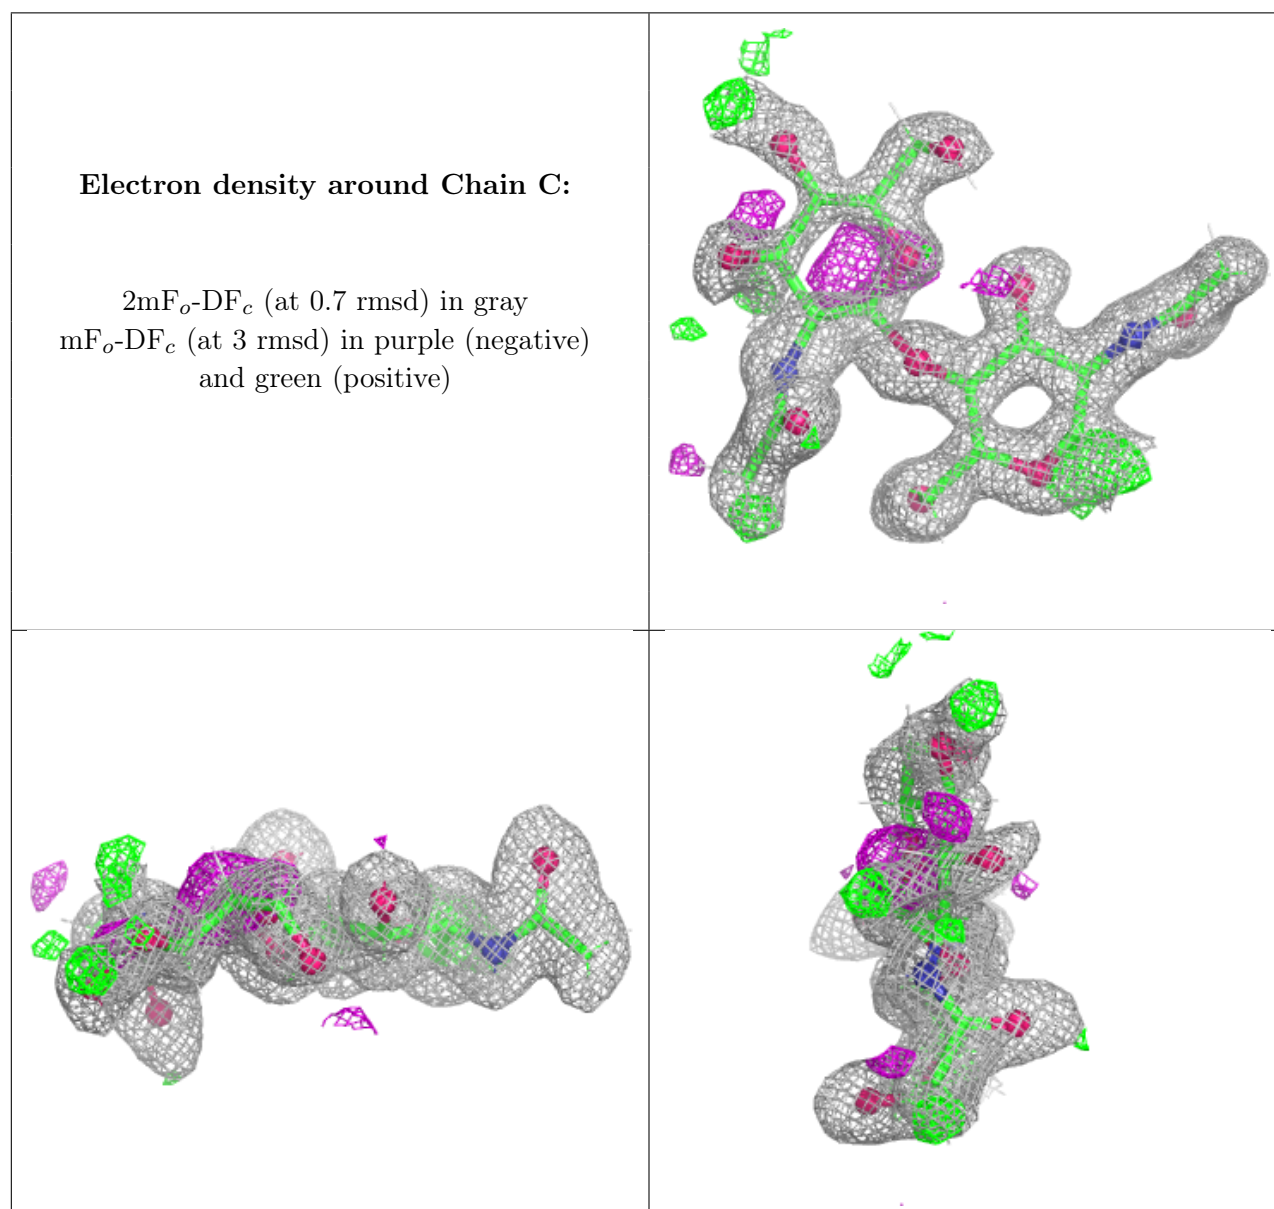 Electron density around Chain C:
2mFo-DFc (at 0.7 rmsd) in gray
mFo-DFc (at 3 rmsd) in purple (negative)
and green (positive)